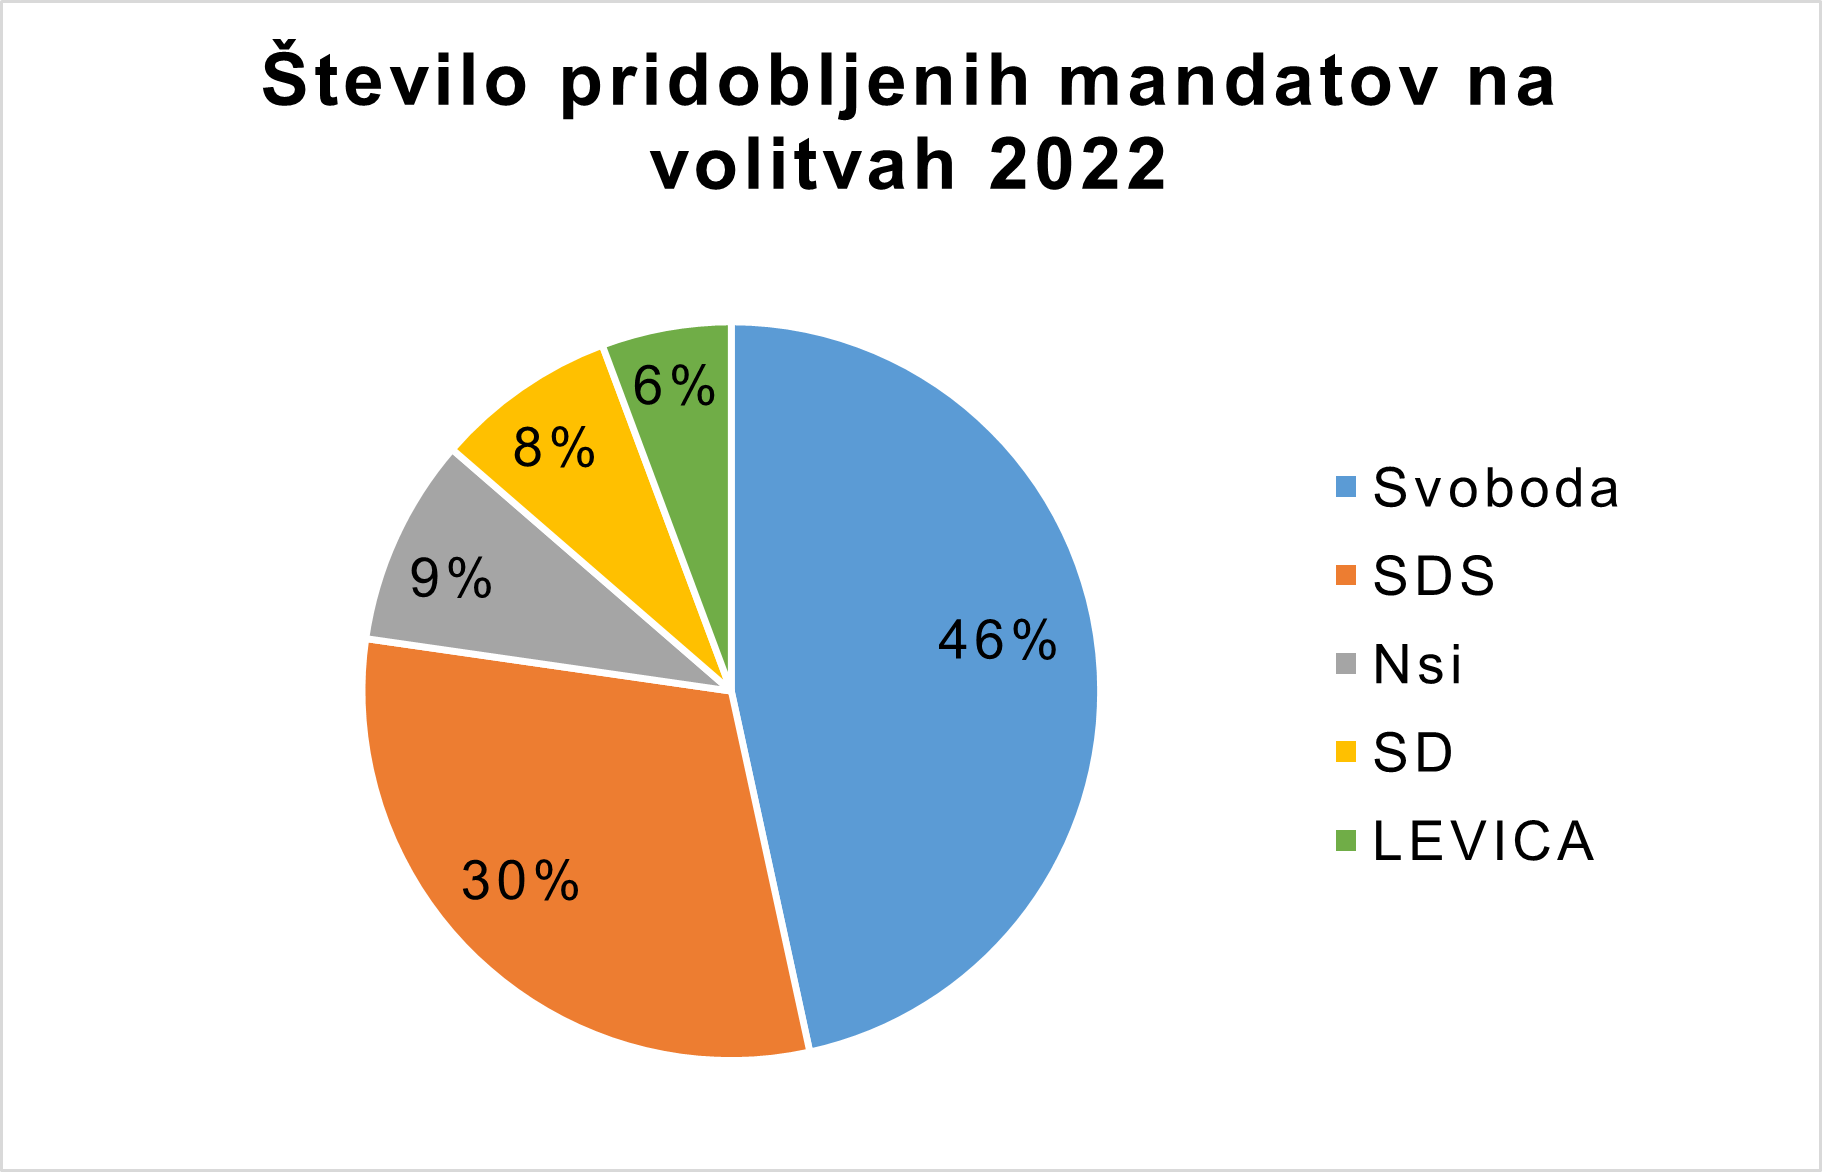 Število pridobljenih mandatov na
volitvah 2022
6%
8%
9%
46%
30%
Svoboda
SDS
Nsi
SD
LEVICA